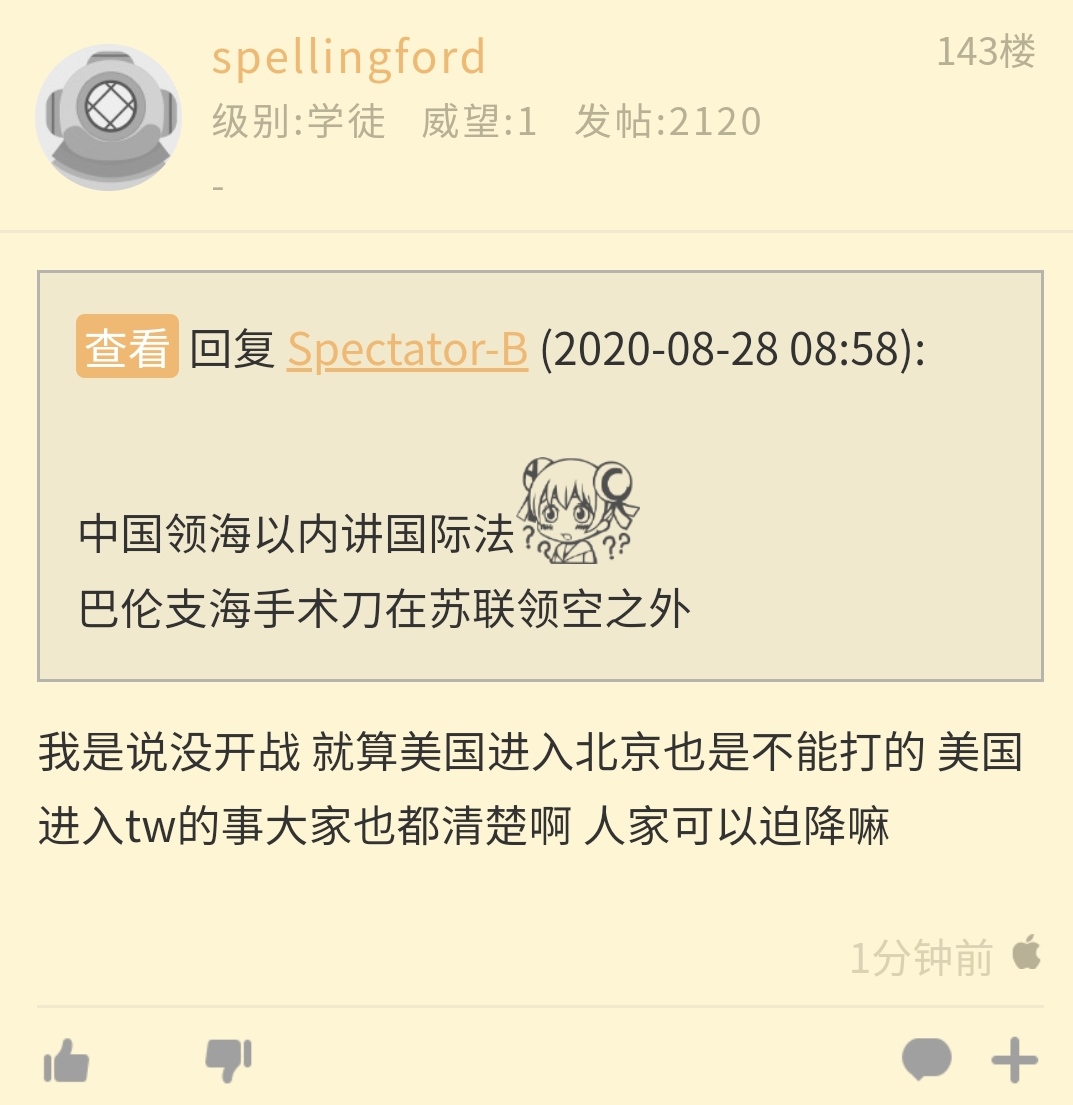 spellingford
143楼
级别:学徒 威望:1 发帖:2120
-
查看 回复 Spectator-B (2020-08-28 08:58):
中国领海以内讲国际法
巴伦支海手术刀在苏联领空之外
我是说没开战 就算美国进入北京也是不能打的 美国
进入tw的事大家也都清楚啊 人家可以迫降嘛
1分钟前